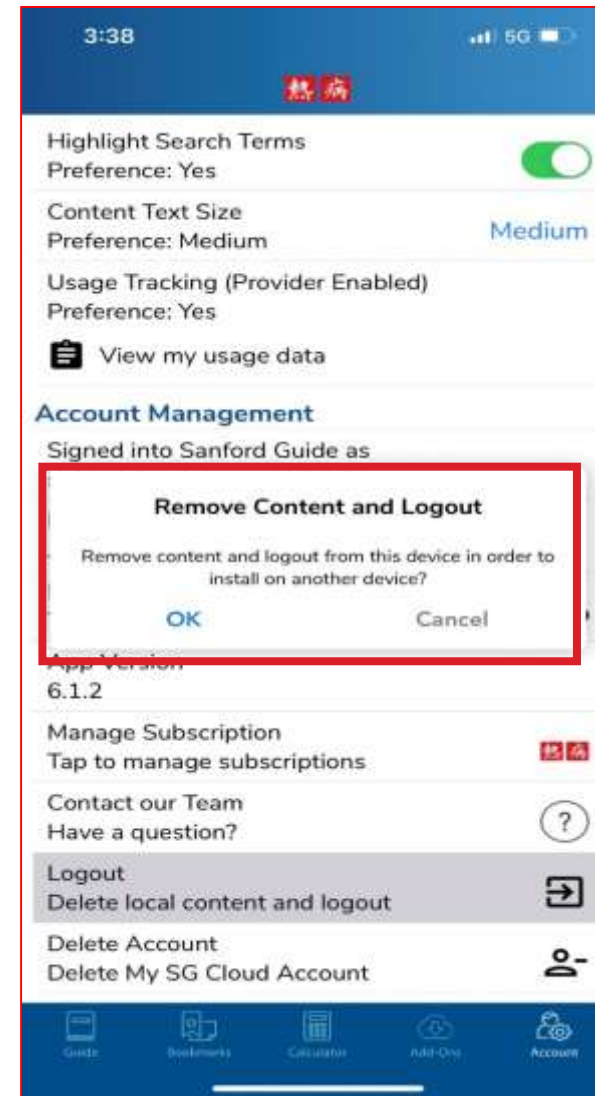 3:38
5G
熱病
Highlight Search Terms
Preference: Yes
Content Text Size
Preference: Medium
Medium
Usage Tracking (Provider Enabled)
Preference: Yes
View my usage data
Account Management
Signed into Sanford Guide as
Remove Content and Logout
Remove content and logout from this device in order to
install on another device?
OK
Cancel
App Version
6.1.2
Manage Subscription
Tap to manage subscriptions
熱病
Contact our Team
Have a question?
?
Logout
Delete local content and logout
Delete Account
Delete My SG Cloud Account
Guide
Bookmarks
Calculator
Add-Ons
Account